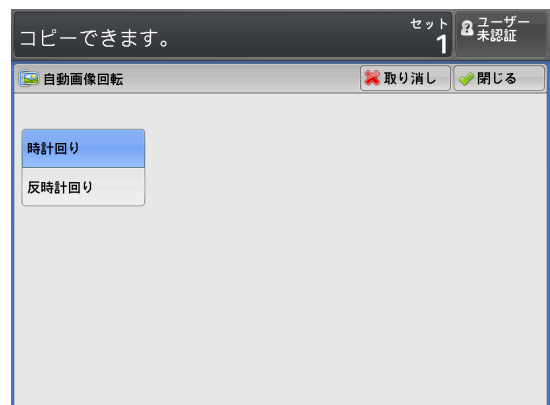 コピーできます。
セット
1
ユーザー
未認証
自動画像回転
取り消し
閉じる
時計回り
反時計回り